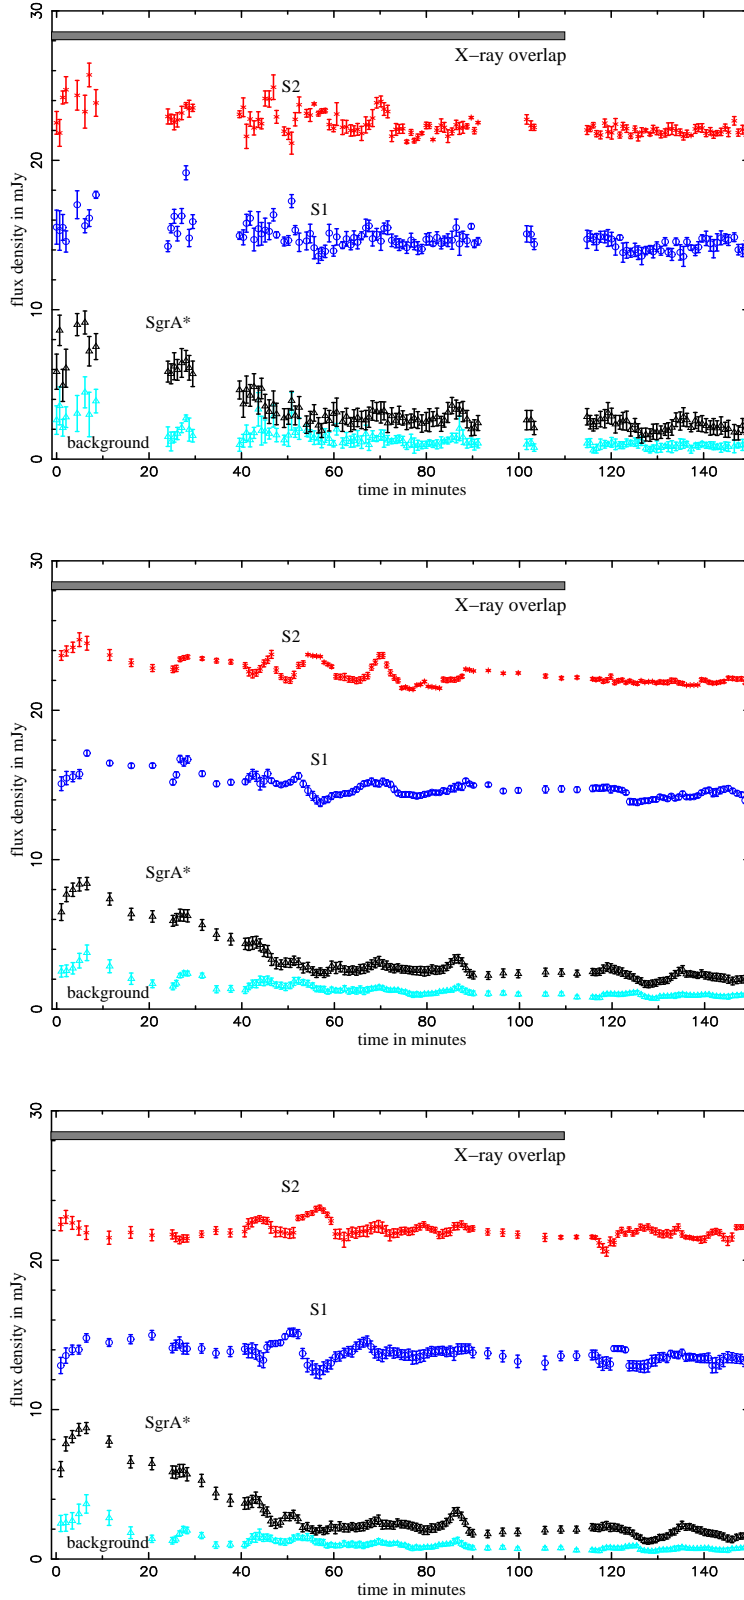 30
X−ray overlap
S2
20
S1
flux density in mJy
10
SgrA*
background
0
0 20 40 60 80 100 120 140
time in minutes
30
X−ray overlap
S2
20
S1
flux density in mJy
10
SgrA*
background
0
0 20 40 60 80 100 120 140
time in minutes
30
X−ray overlap
S2
20
S1
flux density in mJy
10
SgrA*
background
0
0 20 40 60 80 100 120 140
time in minutes